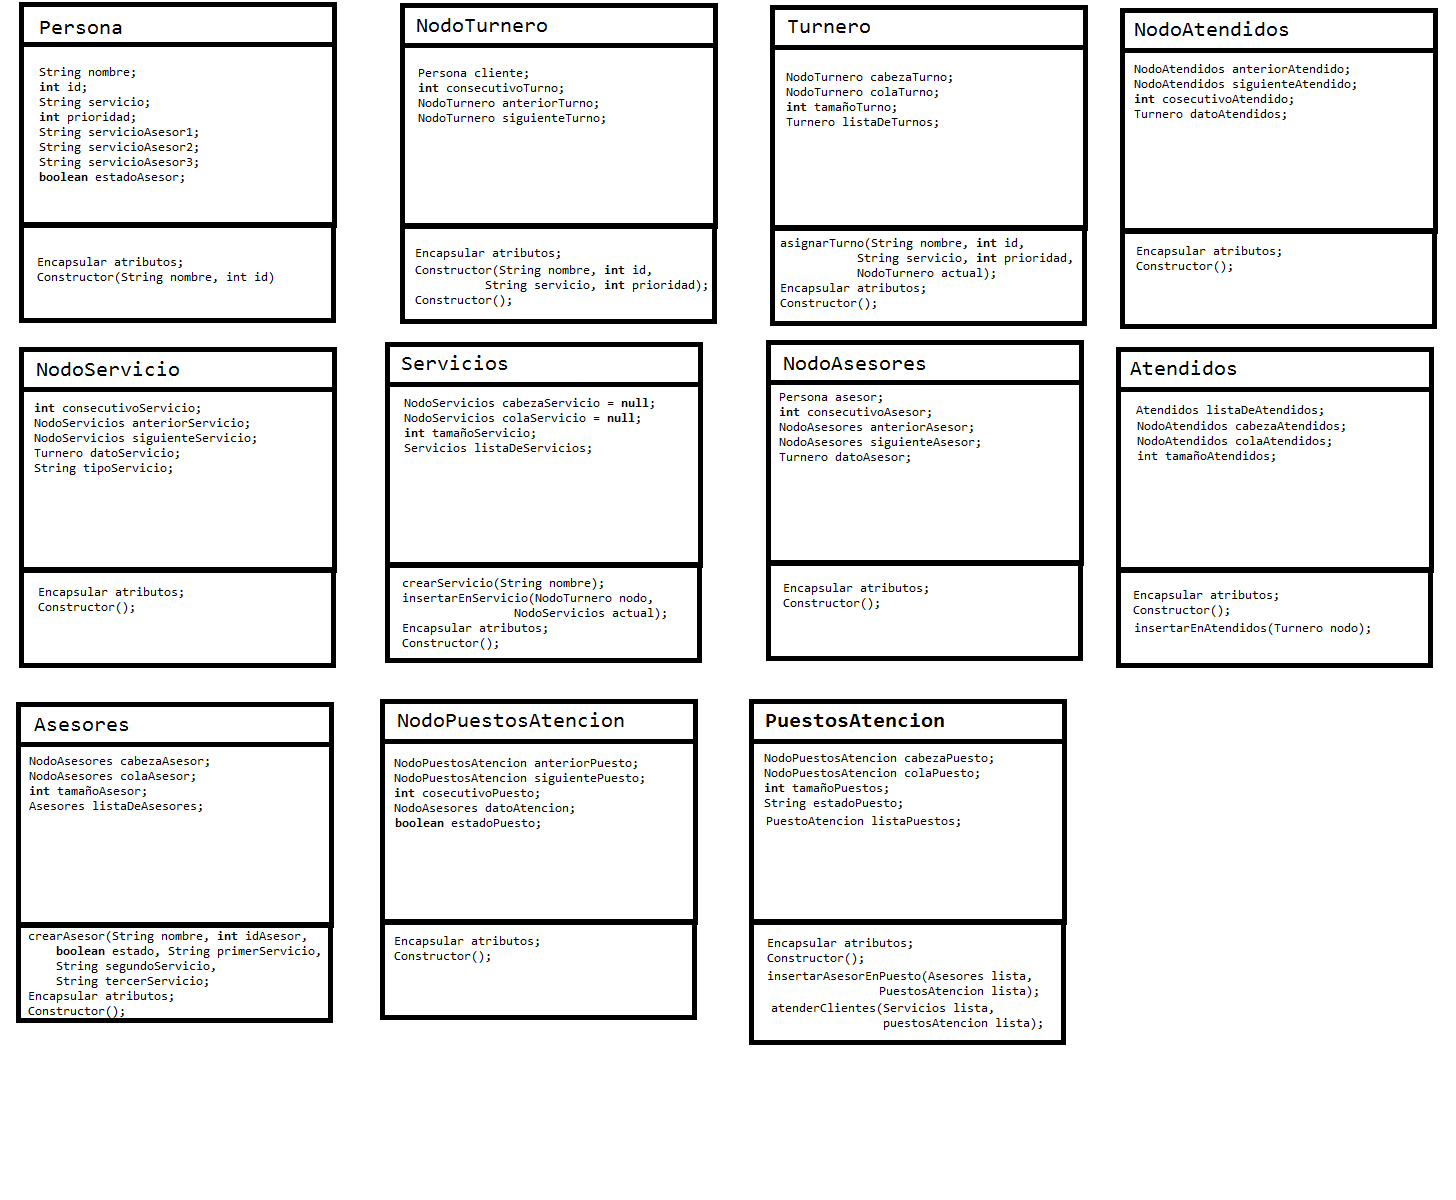 Persona
String nombre;
int id;
String servicio;
int prioridad;
String servicioAsesor1;
String servicioAsesor2;
String servicioAsesor3;
boolean estadoAsesor;
Encapsular atributos;
Constructor(String nombre, int id)
NodoTurnero
Persona cliente;
int consecutivoTurno;
NodoTurnero anteriorTurno;
NodoTurnero siguienteTurno;
Encapsular atributos;
Constructor(String nombre, int id,
String servicio, int prioridad);
Constructor();
Turnero
NodoTurnero cabezaTurno;
NodoTurnero colaTurno;
int tamañoTurno;
Turnero listaDeTurnos;
asignarTurno(String nombre, int id,
String servicio, int prioridad,
NodoTurnero actual);
Encapsular atributos;
Constructor();
NodoAtendidos
NodoAtendidos anteriorAtendido;
NodoAtendidos siguienteAtendido;
int cosecutivoAtendido;
Turnero datoAtendidos;
Encapsular atributos;
Constructor();
NodoServicio
int consecutivoServicio;
NodoServicios anteriorServicio;
NodoServicios siguienteServicio;
Turnero datoServicio;
String tipoServicio;
Encapsular atributos;
Constructor();
Servicios
NodoServicios cabezaServicio = null;
NodoServicios colaServicio = null;
int tamañoServicio;
Servicios listaDeServicios;
crearServicio(String nombre);
insertarEnServicio(NodoTurnero nodo,
NodoServicios actual);
Encapsular atributos;
Constructor();
NodoAsesores
Persona asesor;
int consecutivoAsesor;
NodoAsesores anteriorAsesor;
NodoAsesores siguienteAsesor;
Turnero datoAsesor;
Encapsular atributos;
Constructor();
Atendidos
Atendidos listaDeAtendidos;
NodoAtendidos cabezaAtendidos;
NodoAtendidos colaAtendidos;
int tamañoAtendidos;
Encapsular atributos;
Constructor();
insertarEnAtendidos(Turnero nodo);
Asesores
NodoAsesores cabezaAsesor;
NodoAsesores colaAsesor;
int tamañoAsesor;
Asesores listaDeAsesores;
crearAsesor(String nombre, int idAsesor,
boolean estado, String primerServicio,
String segundoServicio,
String tercerServicio;
Encapsular atributos;
Constructor();
NodoPuestosAtencion
NodoPuestosAtencion anteriorPuesto;
NodoPuestosAtencion siguientePuesto;
int cosecutivoPuesto;
NodoAsesores datoAtencion;
boolean estadoPuesto;
Encapsular atributos;
Constructor();
PuestosAtencion
NodoPuestosAtencion cabezaPuesto;
NodoPuestosAtencion colaPuesto;
int tamañoPuestos;
String estadoPuesto;
PuestoAtencion listaPuestos;
Encapsular atributos;
Constructor();
insertarAsesorEnPuesto(Asesores lista,
PuestosAtencion lista);
atenderClientes(Servicios lista,
puestosAtencion lista);